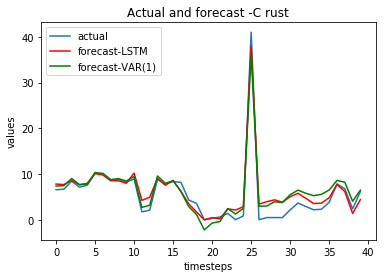 Actual and forecast -C rust
actual
forecast-LSTM
forecast-VAR(1)
values
40
30
20
10
0
0 5 10 15 20 25 30 35 40
timesteps